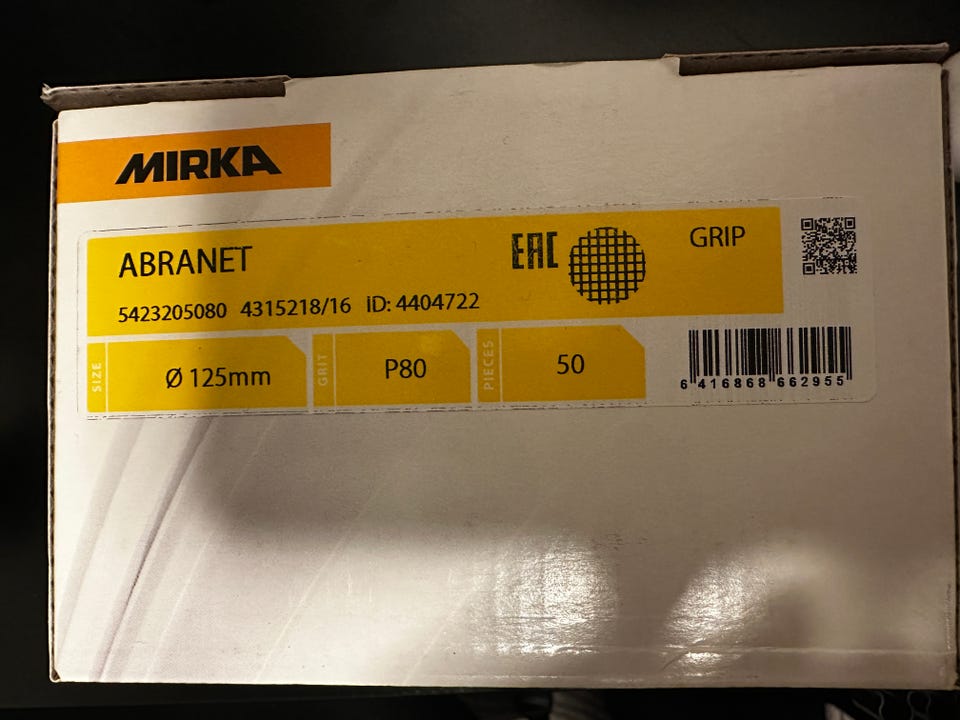 MIRKA
ABRANET
EAC
GRIP
5423205080 4315218/16 ID: 4404722
SIZE
Ø 125mm
GRIT
P80
PIECES
50
6 416868 662955